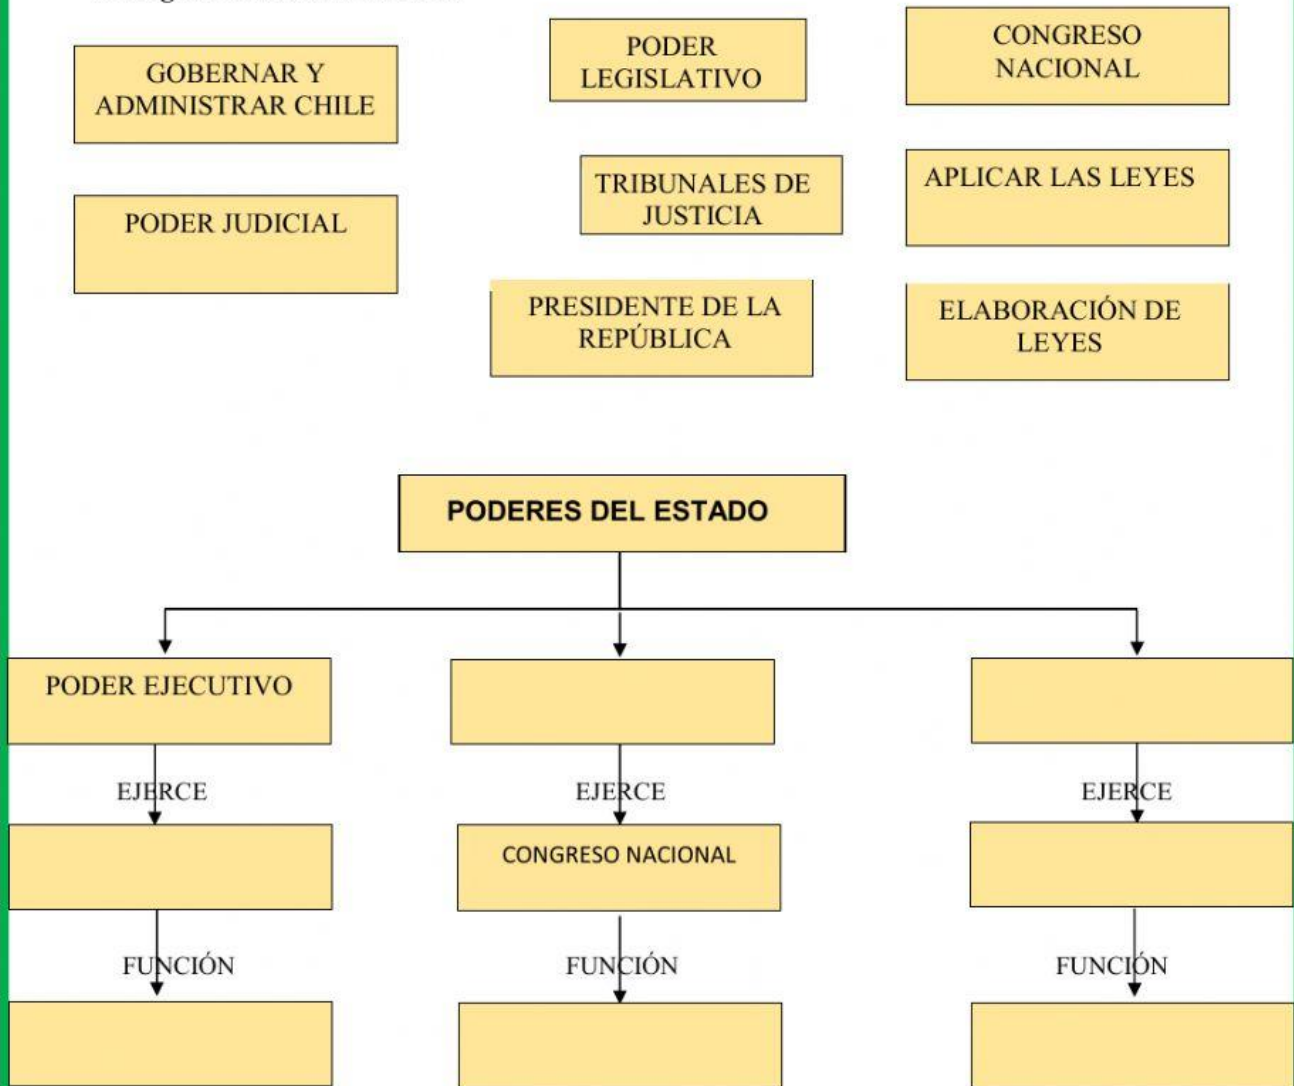 GOBERNAR Y
ADMINISTRAR CHILE
PODER
LEGISLATIVO
CONGRESO
NACIONAL
PODER JUDICIAL
TRIBUNALES DE
JUSTICIA
APLICAR LAS LEYES
PRESIDENTE DE LA
REPÚBLICA
ELABORACIÓN DE
LEYES
PODERES DEL ESTADO
PODER EJECUTIVO
EJERCE
EJERCE
EJERCE
CONGRESO NACIONAL
FUNCIÓN
FUNCIÓN
FUNCIÓN